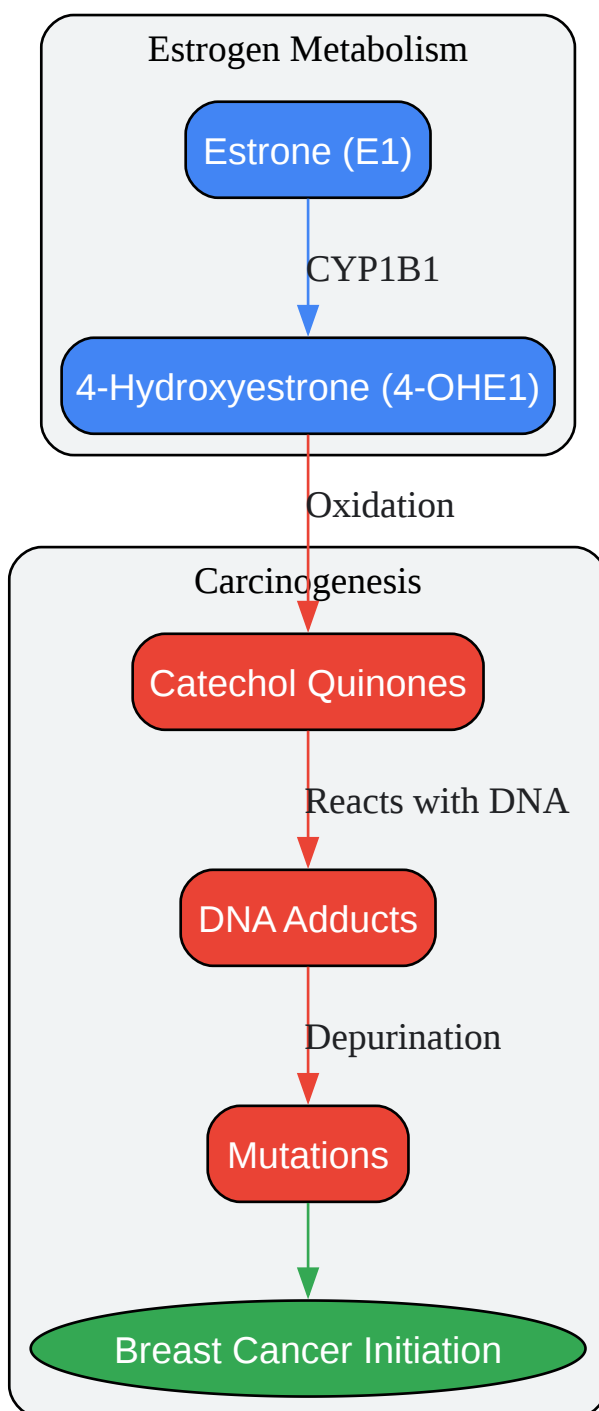 Estrogen Metabolism
Estrone (E1)
CYP1B1
4-Hydroxyestrone (4-OHE1)
Oxidation
Carcinogenesis
Catechol Quinones
Reacts with DNA
DNA Adducts
Depurination
Mutations
Breast Cancer Initiation